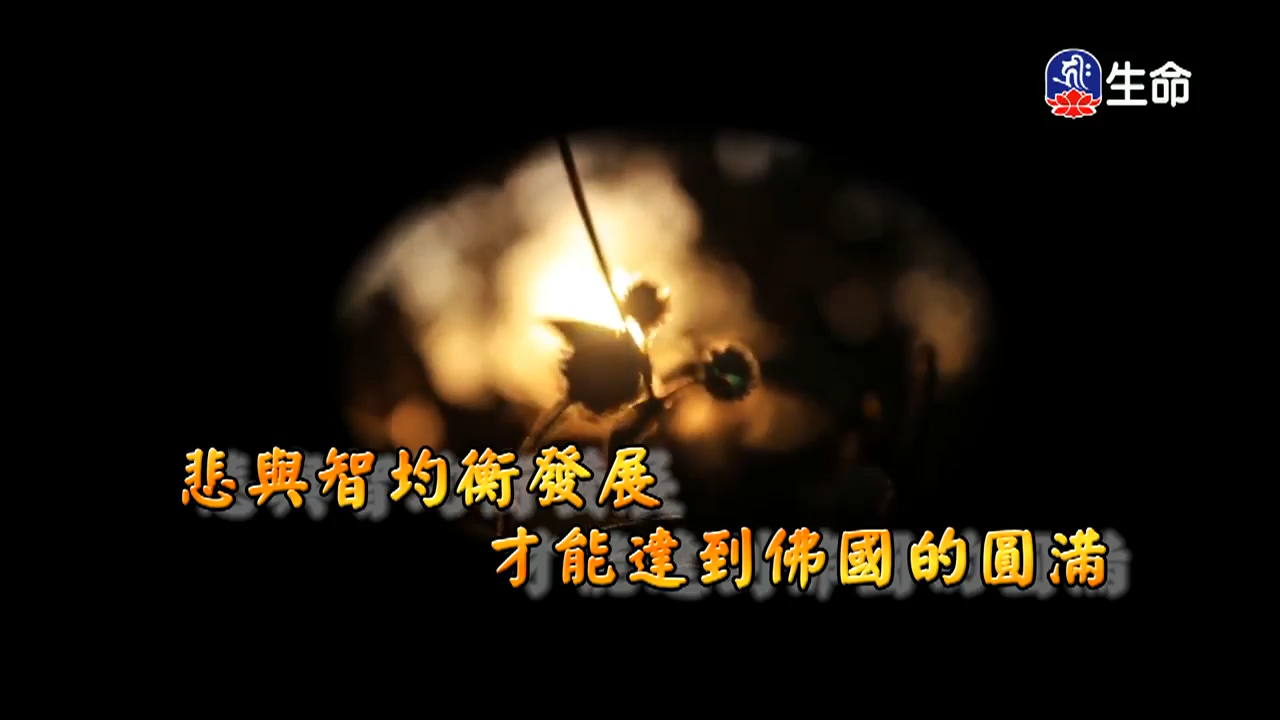 生命
悲與智均衡發展
才能達到佛國的圓滿